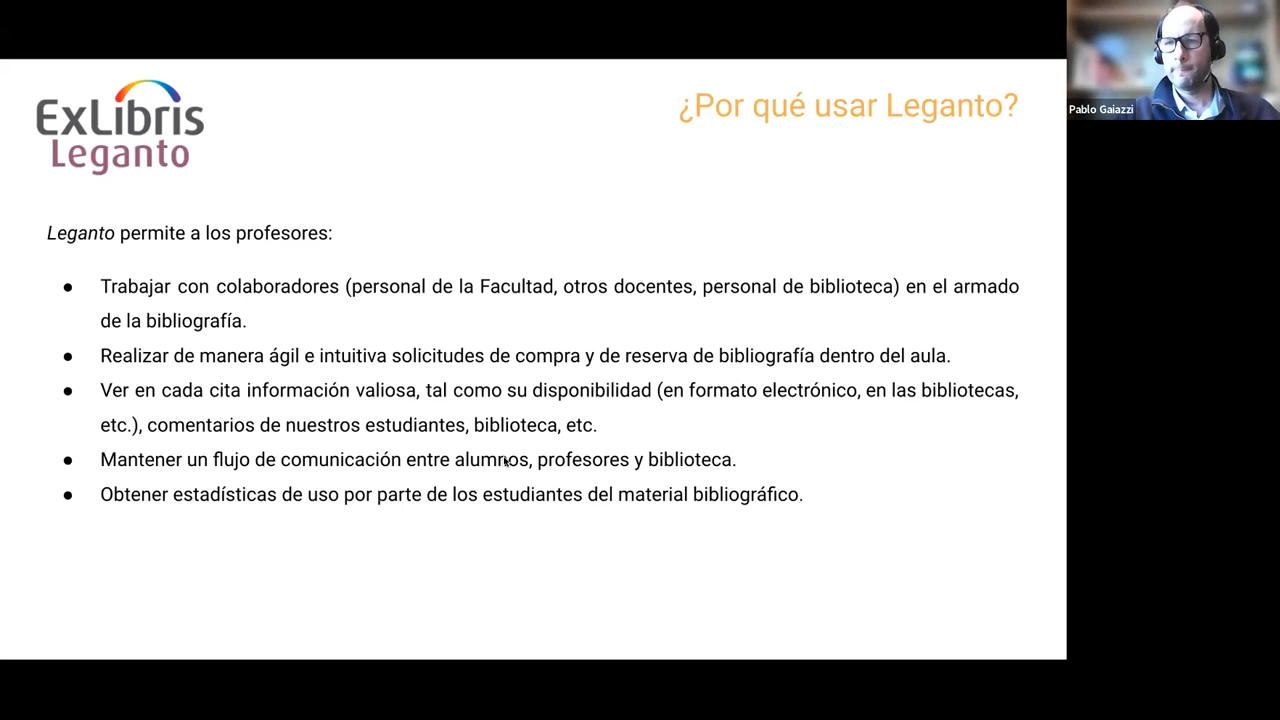 ExLibris
Leganto
¿Por qué usar Leganto?
Pablo Gaiazzi
Leganto permite a los profesores:
● Trabajar con colaboradores (personal de la Facultad, otros docentes, personal de biblioteca) en el armado
de la bibliografía.
● Realizar de manera ágil e intuitiva solicitudes de compra y de reserva de bibliografía dentro del aula.
● Ver en cada cita información valiosa, tal como su disponibilidad (en formato electrónico, en las bibliotecas,
etc.), comentarios de nuestros estudiantes, biblioteca, etc.
● Mantener un flujo de comunicación entre alumnos, profesores y biblioteca.
● Obtener estadísticas de uso por parte de los estudiantes del material bibliográfico.